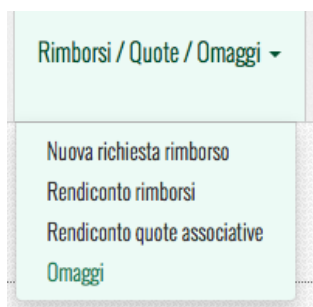 Rimborsi / Quote / Omaggi
Nuova richiesta rimborso
Rendiconto rimborsi
Rendiconto quote associative
Omaggi